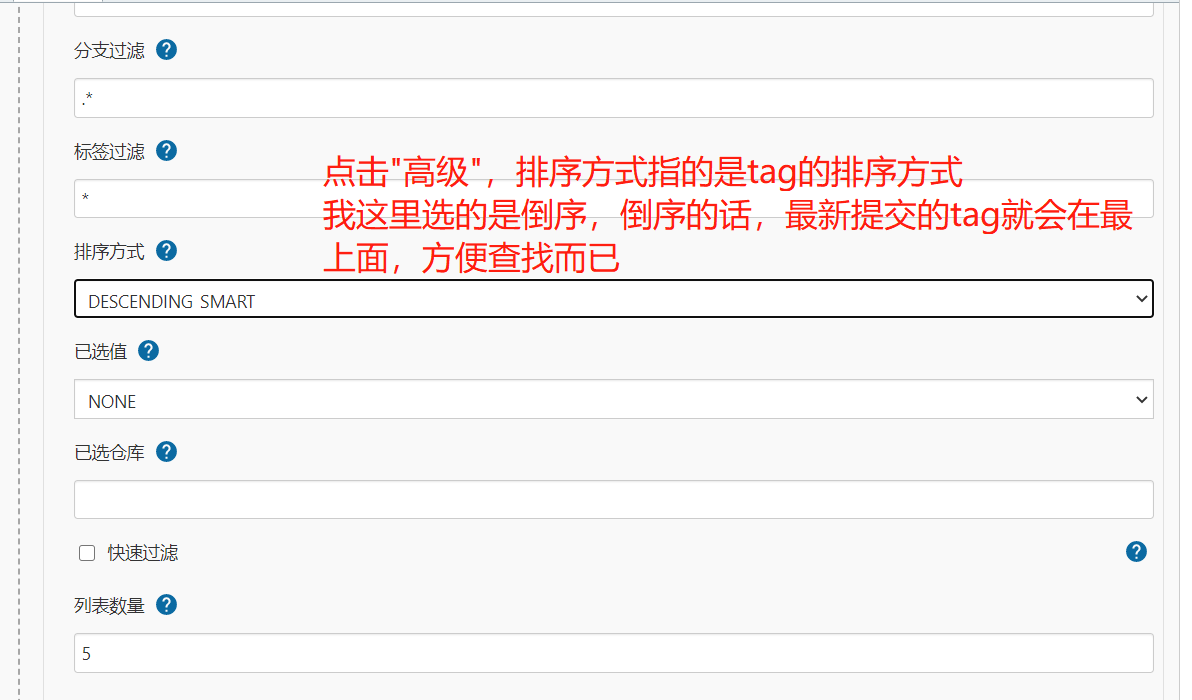 分支过滤
.*
标签过滤
点击"高级"，排序方式指的是tag的排序方式
*
我这里选的是倒序，倒序的话，最新提交的tag就会在最
排序方式
上面，方便查找而已
DESCENDING SMART
已选值
NONE
已选仓库
快速过滤
列表数量
5